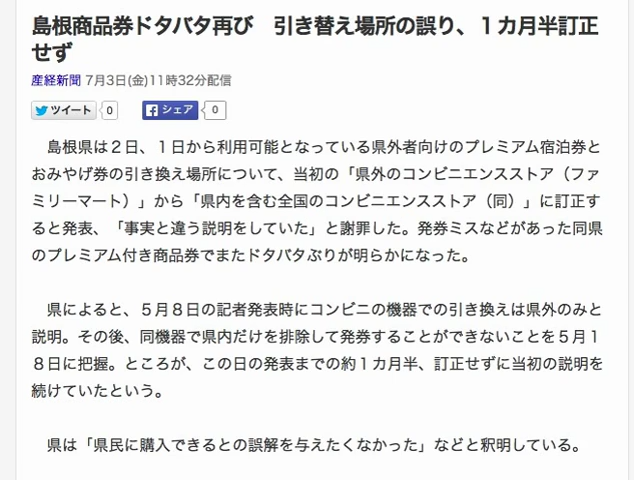 島根商品券ドタバタ再び　引き替え場所の誤り、１カ月半訂正
せず
産経新聞 7月3日(金)11時32分配信
ツイート 0 シェア 0
　島根県は２日、１日から利用可能となっている県外者向けのプレミアム宿泊券と
おみやげ券の引き換え場所について、当初の「県外のコンビニエンスストア（ファ
ミリーマート）」から「県内を含む全国のコンビニエンスストア（同）」に訂正す
ると発表、「事実と違う説明をしていた」と謝罪した。発券ミスなどがあった同県
のプレミアム付き商品券でまたドタバタぶりが明らかになった。
　県によると、５月８日の記者発表時にコンビニの機器での引き換えは県外のみと
説明。その後、同機器で県内だけを排除して発券することができないことを５月１
８日に把握。ところが、この日の発表までの約１カ月半、訂正せずに当初の説明を
続けていたという。
　県は「県民に購入できるとの誤解を与えたくなかった」などと釈明している。